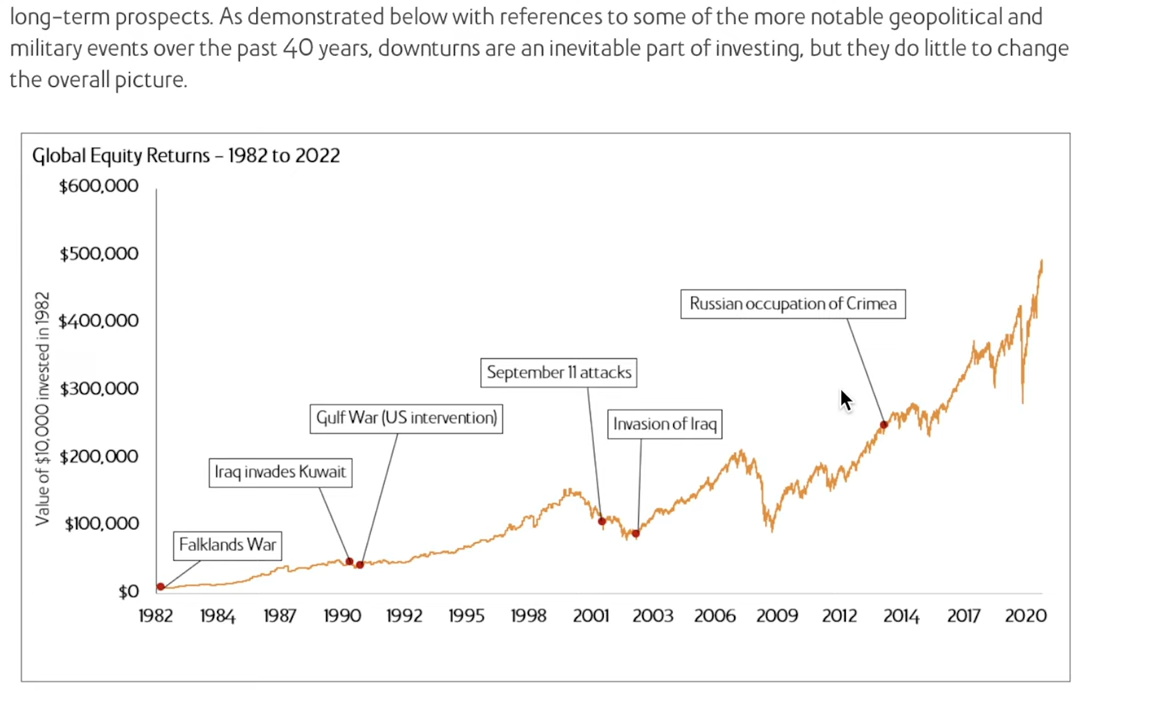 long-term prospects. As demonstrated below with references to some of the more notable geopolitical and
military events over the past 40 years, downturns are an inevitable part of investing, but they do little to change
the overall picture.
Global Equity Returns – 1982 to 2022
Value of $10,000 invested in 1982
$600,000
$500,000
$400,000
$300,000
$200,000
$100,000
$0
Falklands War
Iraq invades Kuwait
Gulf War (US intervention)
September 11 attacks
Invasion of Iraq
Russian occupation of Crimea
1982 1984 1987 1990 1992 1995 1998 2001 2003 2006 2009 2012 2014 2017 2020